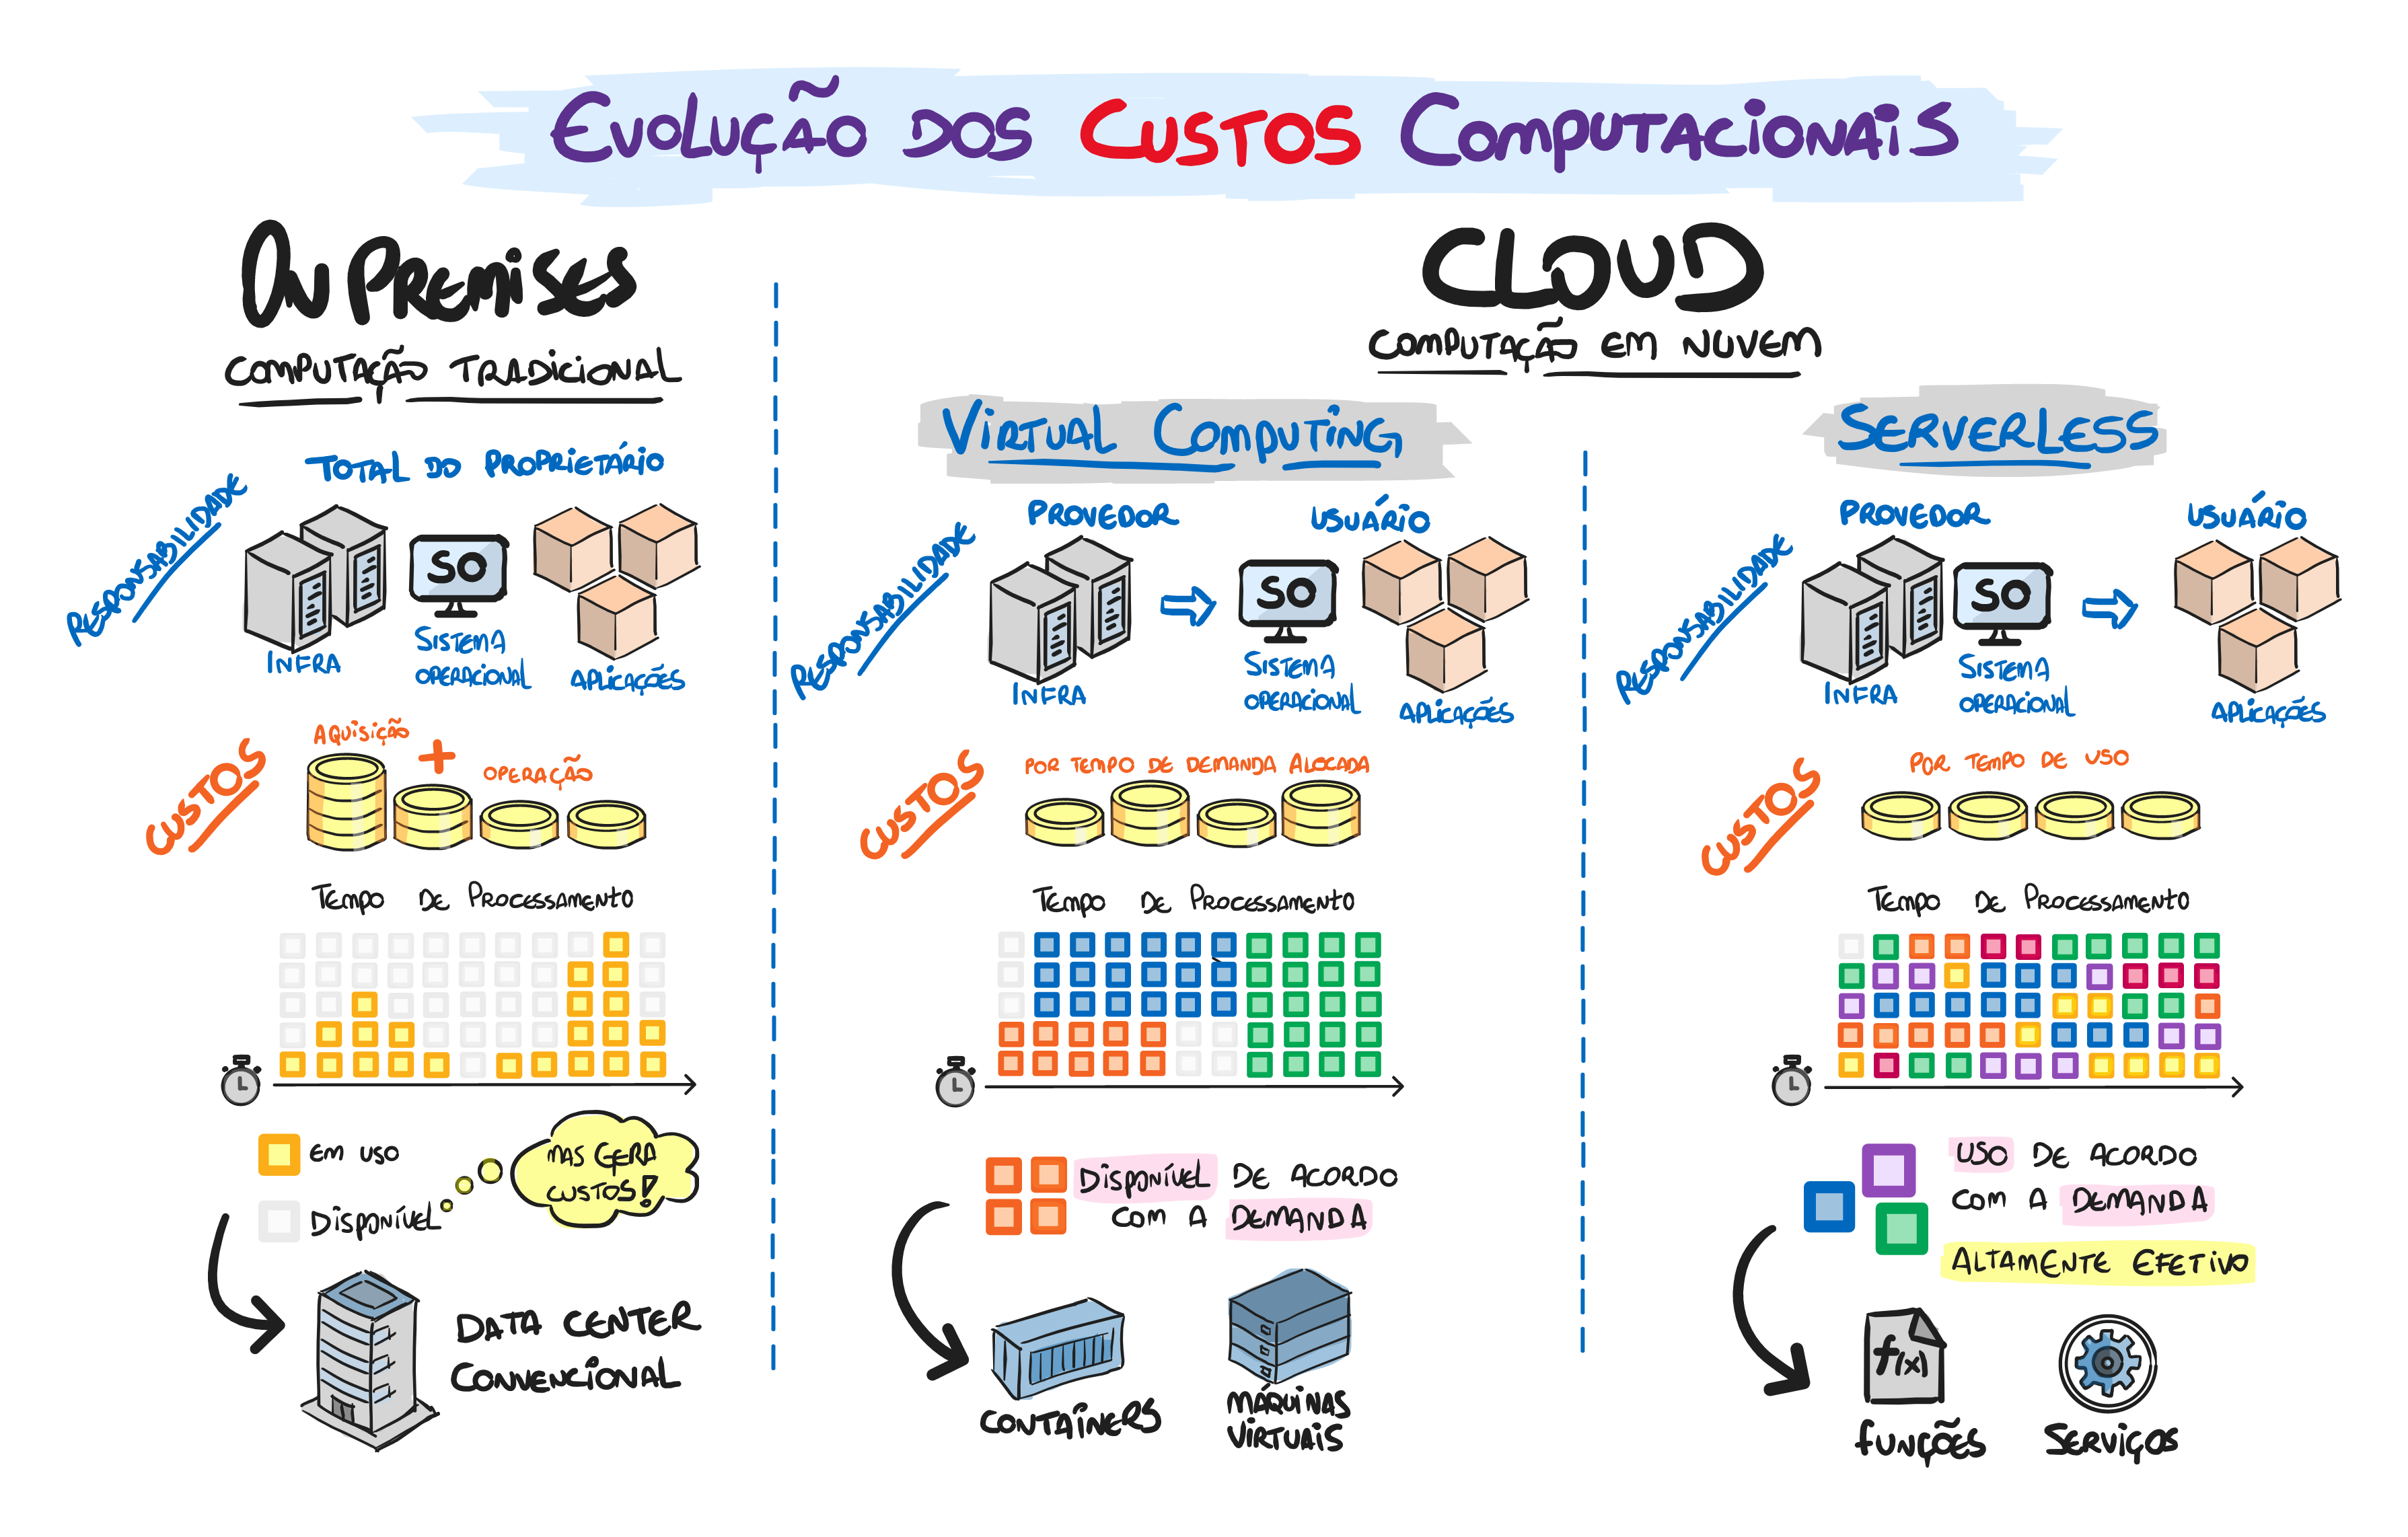 Evolução dos Custos Computacionais
On Premises
Computação Tradicional
Cloud
Computação em Nuvem
Responsabilidade
Total do Proprietário
SO
Infra
Sistema
Operacional
Aplicações
Custos
Aquisição
+
Operação
Tempo de Processamento
Em uso
Disponível
Mas gera
custos!
Data Center
Convencional
Virtual Computing
Responsabilidade
Provedor
Usuário
SO
Infra
Sistema
Operacional
Aplicações
Custos
Por tempo de demanda alocada
Tempo de Processamento
Disponível de acordo
com a demanda
Containers
Máquinas
Virtuais
Serverless
Responsabilidade
Provedor
Usuário
SO
Infra
Sistema
Operacional
Aplicações
Custos
Por tempo de uso
Tempo de Processamento
Uso de acordo
com a demanda
Altamente efetivo
f(x)
Funções
Serviços